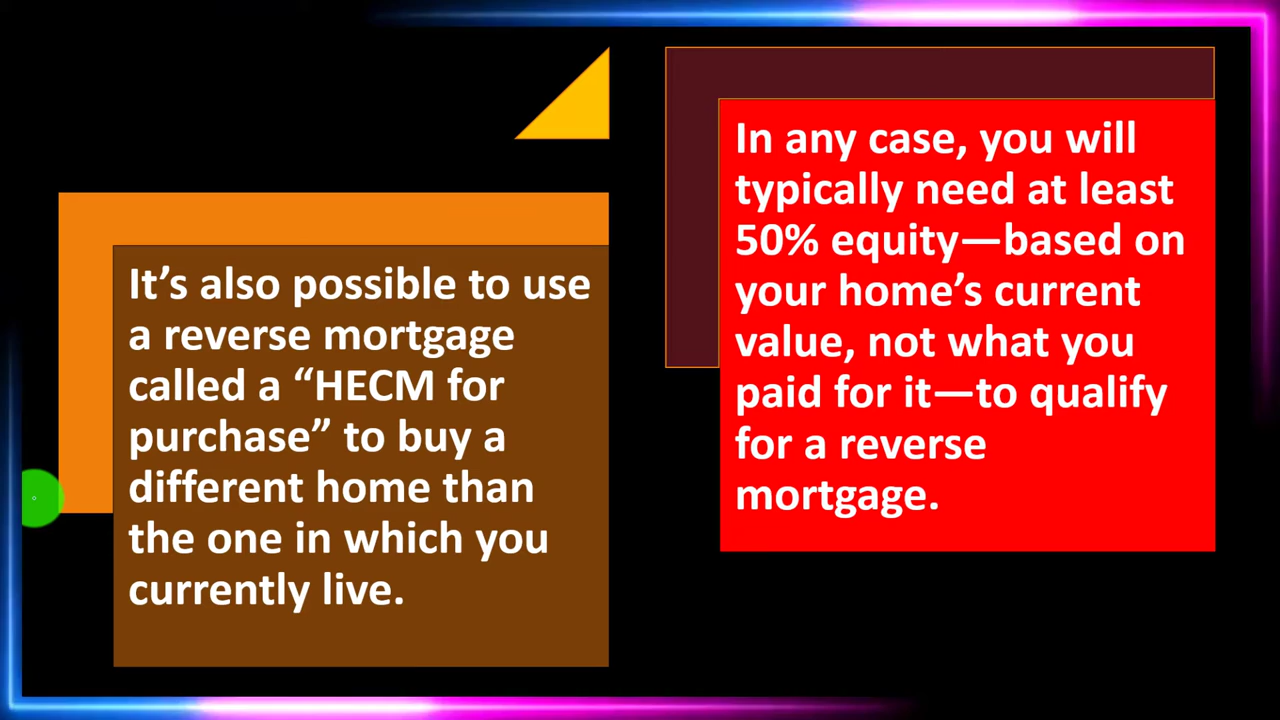 It’s also possible to use
a reverse mortgage
called a “HECM for
purchase” to buy a
different home than
the one in which you
currently live.
In any case, you will
typically need at least
50% equity—based on
your home’s current
value, not what you
paid for it—to qualify
for a reverse
mortgage.